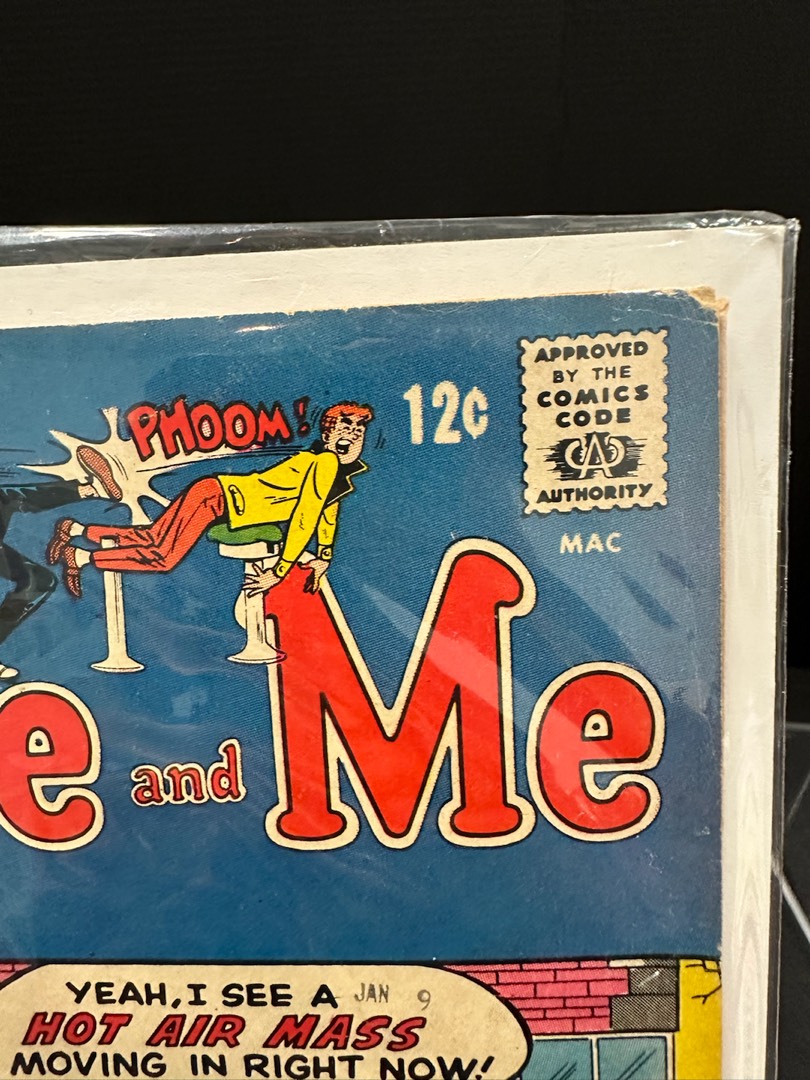 PHOOM!
12¢
APPROVED
BY THE
COMICS
CODE
CA
AUTHORITY
MAC
e and Me
YEAH, I SEE A JAN 9
HOT AIR MASS
MOVING IN RIGHT NOW!